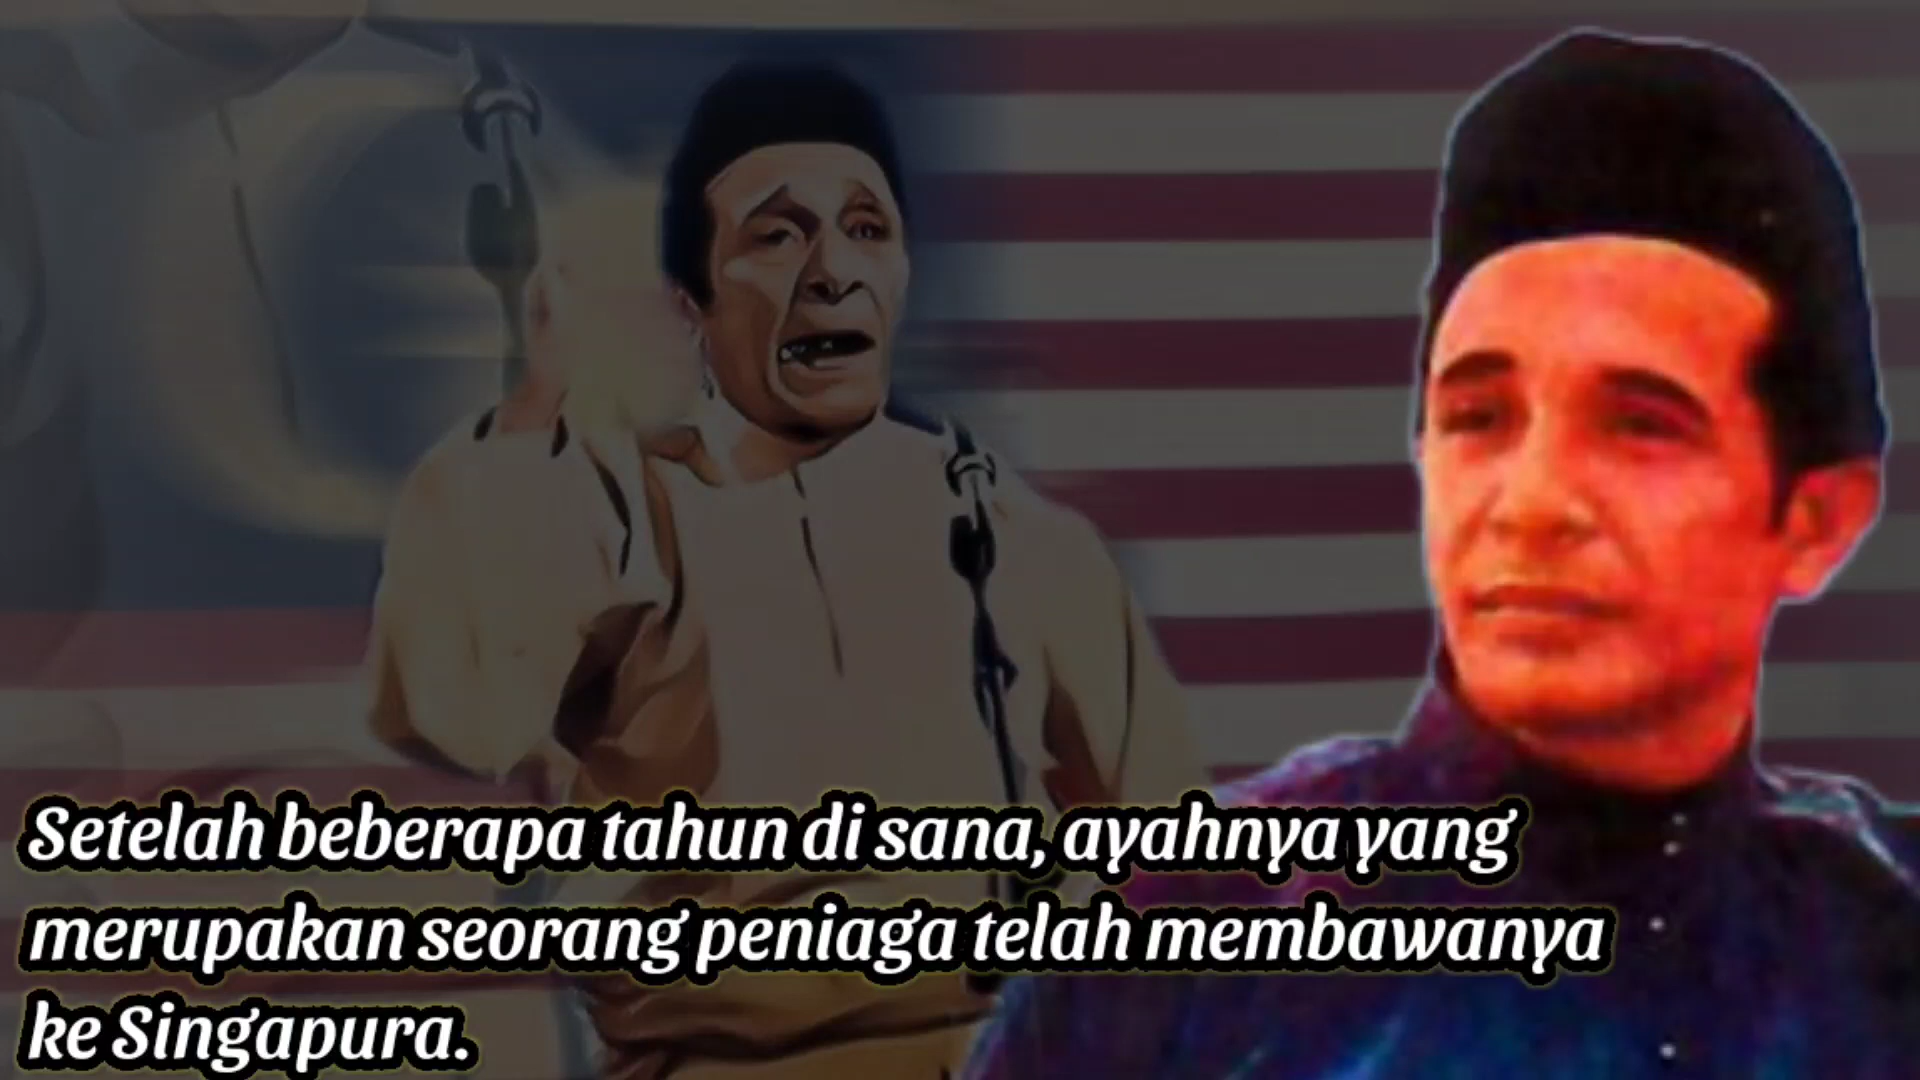 Setelah beberapa tahun di sana, ayahnya yang
merupakan seorang peniaga telah membawanya
ke Singapura.